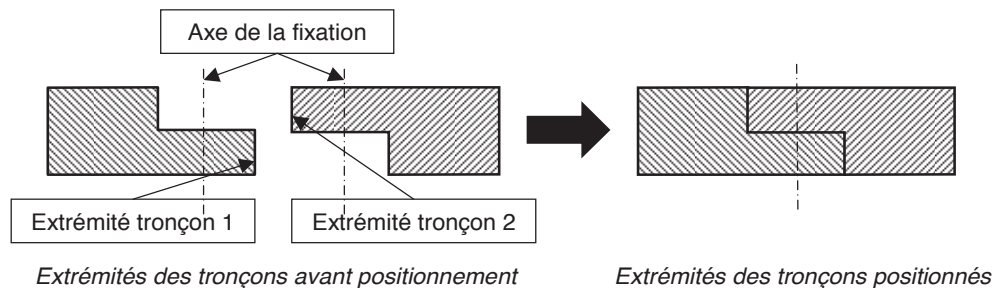 Axe de la fixation
Extrémité tronçon 1
Extrémité tronçon 2
Extrémités des tronçons avant positionnement
Extrémités des tronçons positionnés